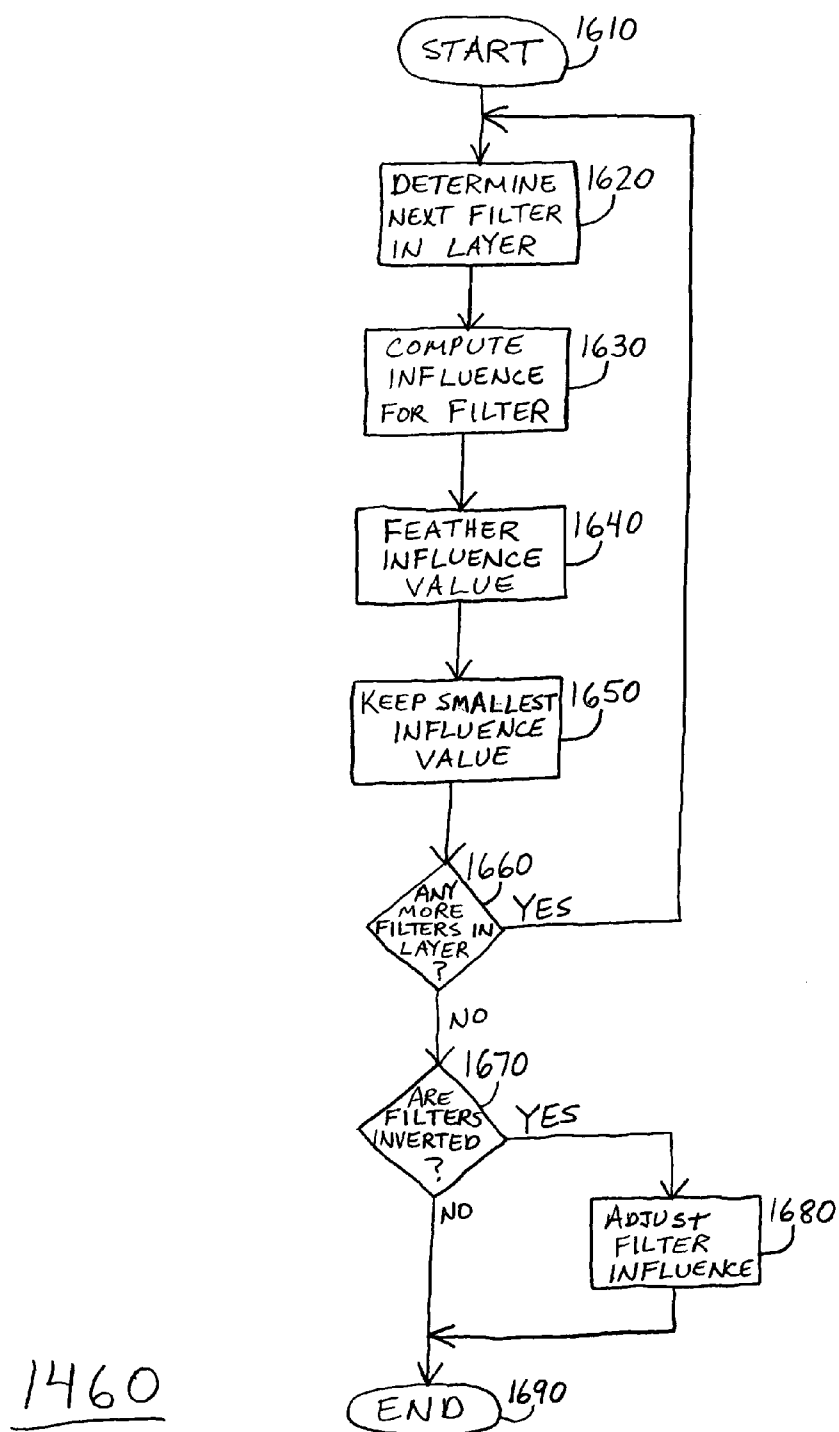 START
1610
DETERMINE
NEXT FILTER
IN LAYER
1620
COMPUTE
INFLUENCE
FOR FILTER
1630
FEATHER
INFLUENCE
VALUE
1640
KEEP SMALLEST
INFLUENCE
VALUE
1650
1660
ANY
MORE
FILTERS IN
LAYER
?
YES
NO
1670
ARE
FILTERS
INVERTED
?
YES
NO
ADJUST
FILTER
INFLUENCE
1680
1460
END
1690